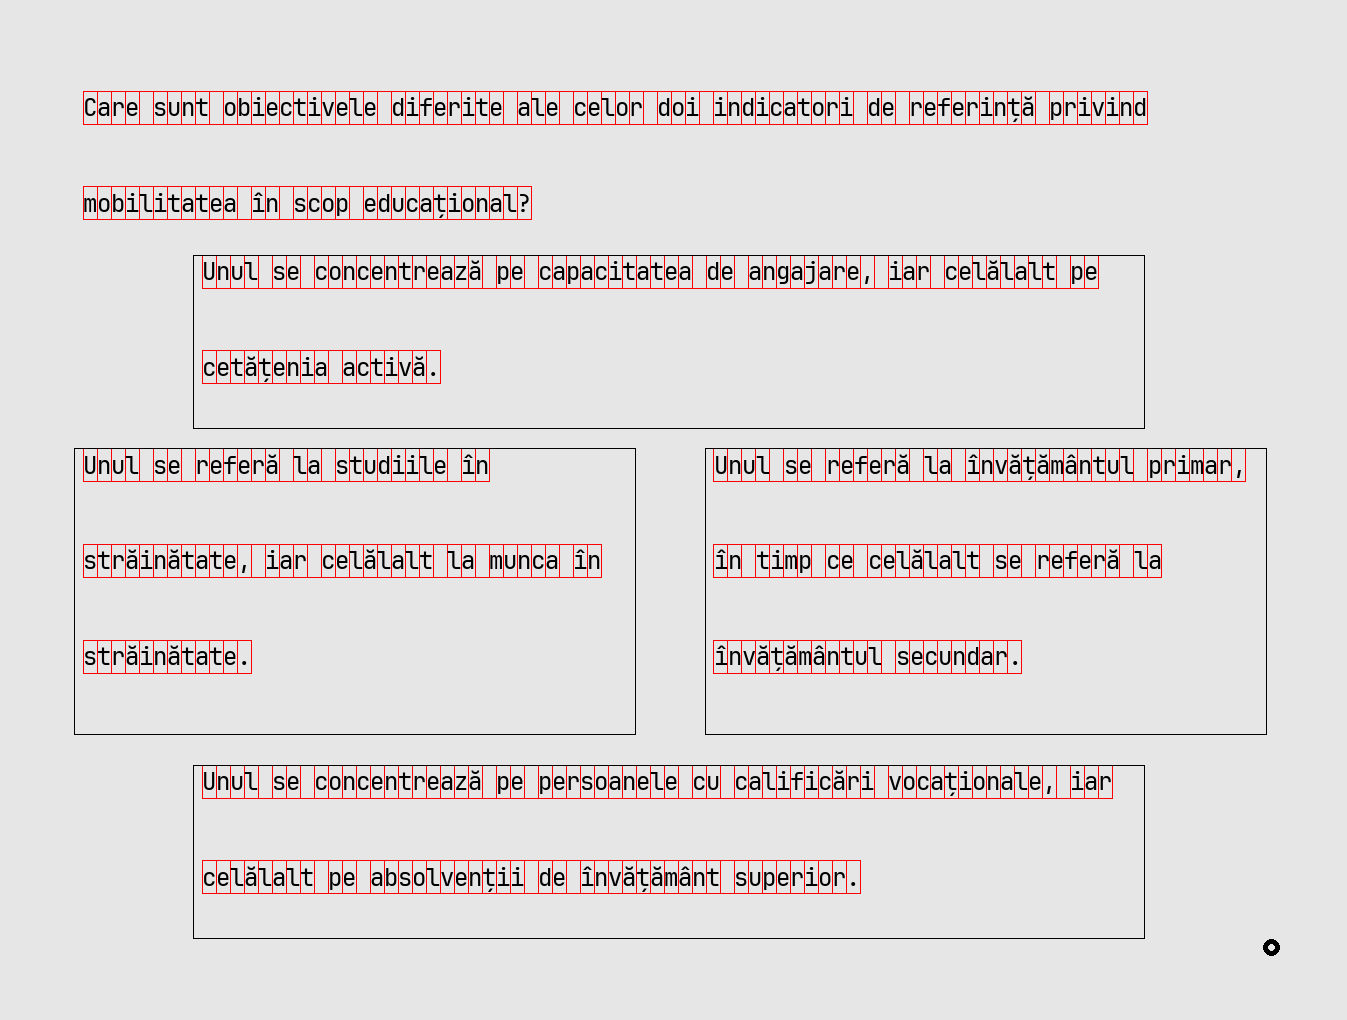 Care sunt obiectivele diferite ale celor doi indicatori de referință privind
mobilitatea în scop educațional?
Unul se concentrează pe capacitatea de angajare, iar celălalt pe
cetățenia activă.
Unul se referă la studiile în
străinătate, iar celălalt la munca în
străinătate.
Unul se referă la învățământul primar,
în timp ce celălalt se referă la
învățământul secundar.
Unul se concentrează pe persoanele cu calificări vocaționale, iar
celălalt pe absolvenții de învățământ superior.